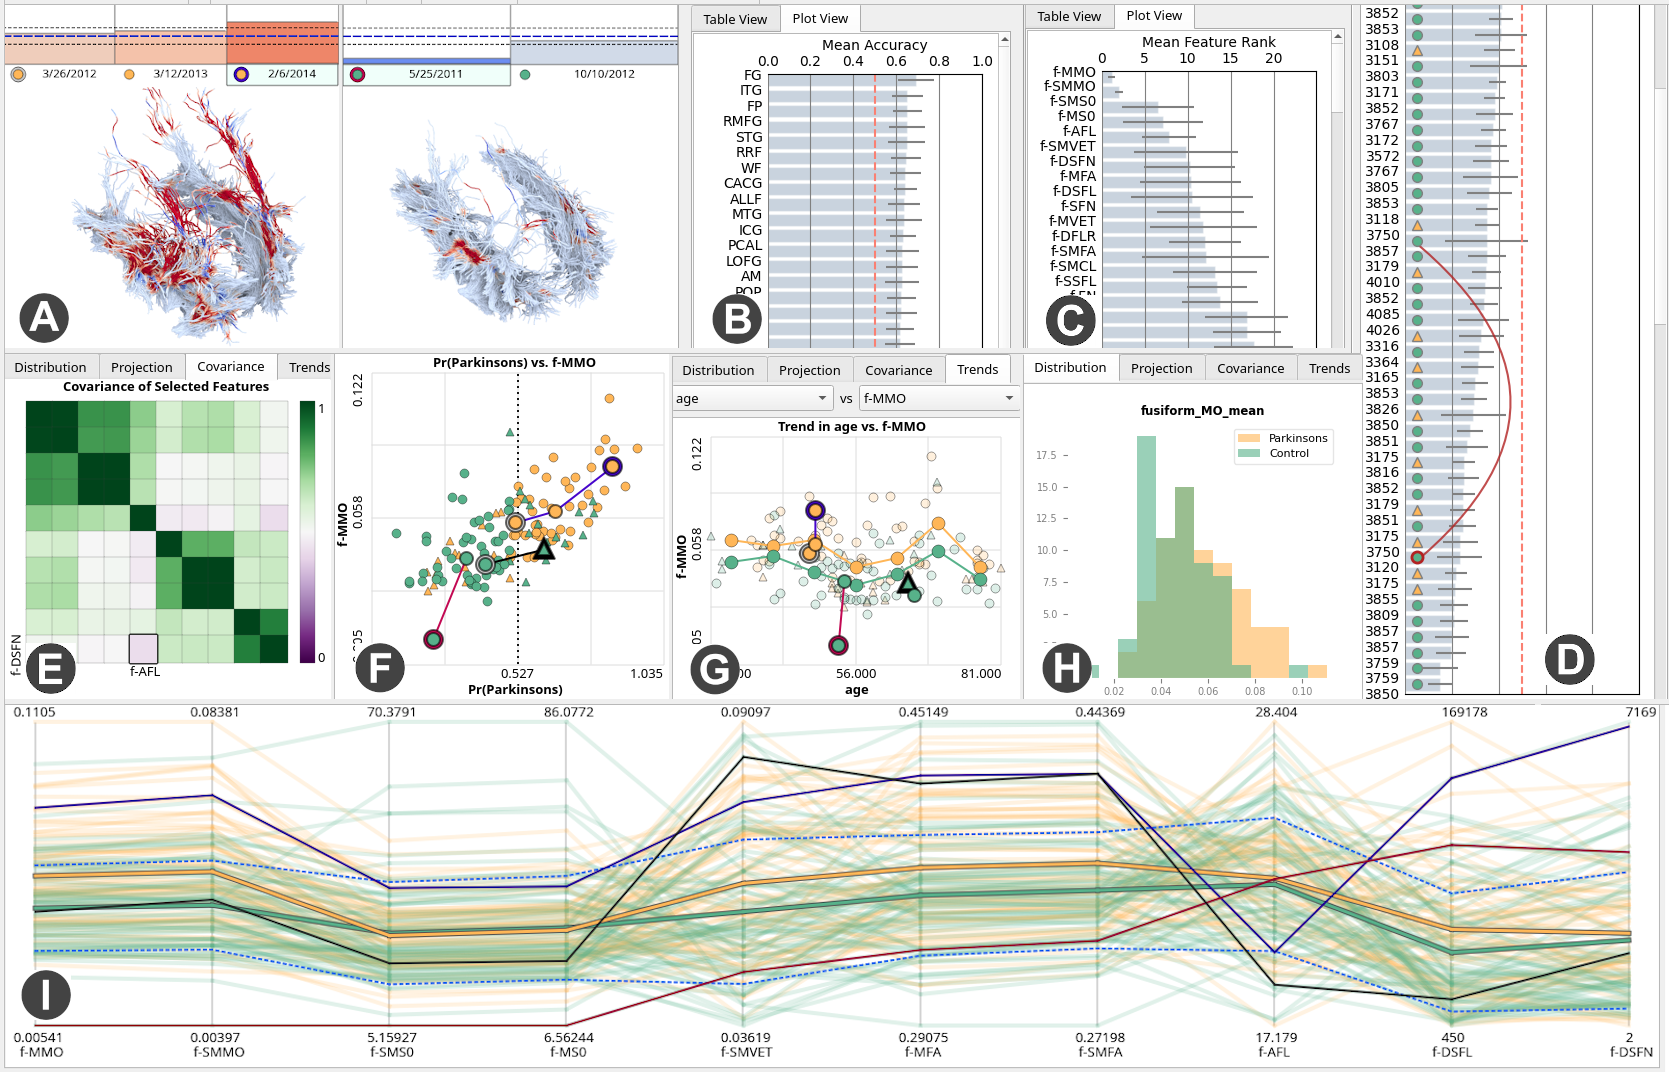 3/26/2012
3/12/2013
2/6/2014
5/25/2011
10/10/2012
A
Table View
Plot View
Mean Accuracy
0.0 0.2 0.4 0.6 0.8 1.0
FG
ITG
FP
RMFG
STG
RRF
WF
CACG
ALLF
MTG
ICG
PCAL
LOFG
AM
POP
B
Table View
Plot View
Mean Feature Rank
0 5 10 15 20
f-MMO
f-SMMO
f-SMS0
f-MS0
f-AFL
f-SMVET
f-DSFN
f-MFA
f-DSFL
f-SFN
f-MVET
f-DFLR
f-SMFA
f-SMCL
f-SSFL
f-FN
C
3852
3853
3108
3151
3803
3171
3852
3767
3172
3572
3767
3805
3853
3118
3750
3857
3179
4010
3852
4085
4026
3316
3364
3165
3853
3826
3850
3851
3175
3816
3852
3179
3851
3175
3750
3120
3175
3855
3809
3857
3857
3759
3759
3850
D
Distribution
Projection
Covariance
Trends
Covariance of Selected Features
1
0
f-DSFN
f-AFL
E
Pr(Parkinsons) vs. f-MMO
0.122
0.058
f-MMO
0.527
1.035
Pr(Parkinsons)
F
Distribution
Projection
Covariance
Trends
age
vs
f-MMO
Trend in age vs. f-MMO
0.122
0.058
05
f-MMO
00
56.000
81.000
age
G
Distribution
Projection
Covariance
Trends
fusiform_MO_mean
Parkinsons
Control
17.5
15.0
12.5
10.0
7.5
5.0
0.02 0.04 0.06 0.08 0.10
H
0.1105 0.08381 70.3791 86.0772 0.09097 0.45149 0.44369 28.404 169178 7169
I
0.00541 0.00397 5.15927 6.56244 0.03619 0.29075 0.27198 17.179 450 2
f-MMO f-SMMO f-SMS0 f-MS0 f-SMVET f-MFA f-SMFA f-AFL f-DSFL f-DSFN